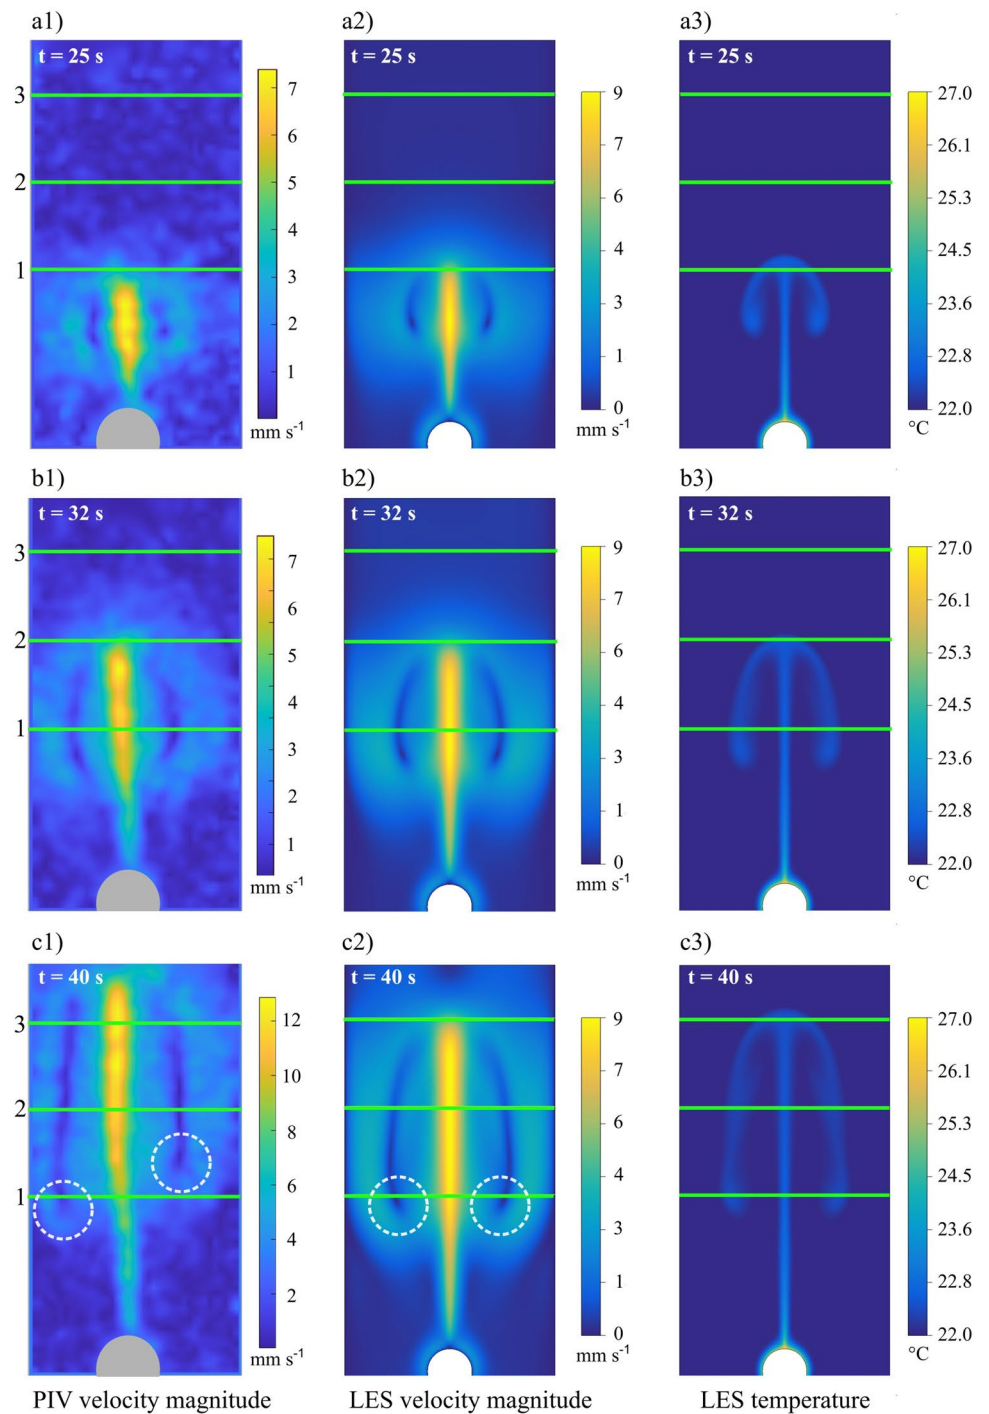 a1)
a2)
a3)
t = 25 s
t = 25 s
t = 25 s
3
2
1
7
6
5
4
3
2
1
mm s⁻¹
9
7
6
4
3
1
0
mm s⁻¹
27.0
26.1
25.3
24.5
23.6
22.8
22.0
°C
b1)
b2)
b3)
t = 32 s
t = 32 s
t = 32 s
3
2
1
7
6
5
4
3
2
1
mm s⁻¹
9
7
6
4
3
1
0
mm s⁻¹
27.0
26.1
25.3
24.5
23.6
22.8
22.0
°C
c1)
c2)
c3)
t = 40 s
t = 40 s
t = 40 s
3
2
1
12
10
8
6
4
2
mm s⁻¹
9
7
6
4
3
1
0
mm s⁻¹
27.0
26.1
25.3
24.5
23.6
22.8
22.0
°C
PIV velocity magnitude
LES velocity magnitude
LES temperature